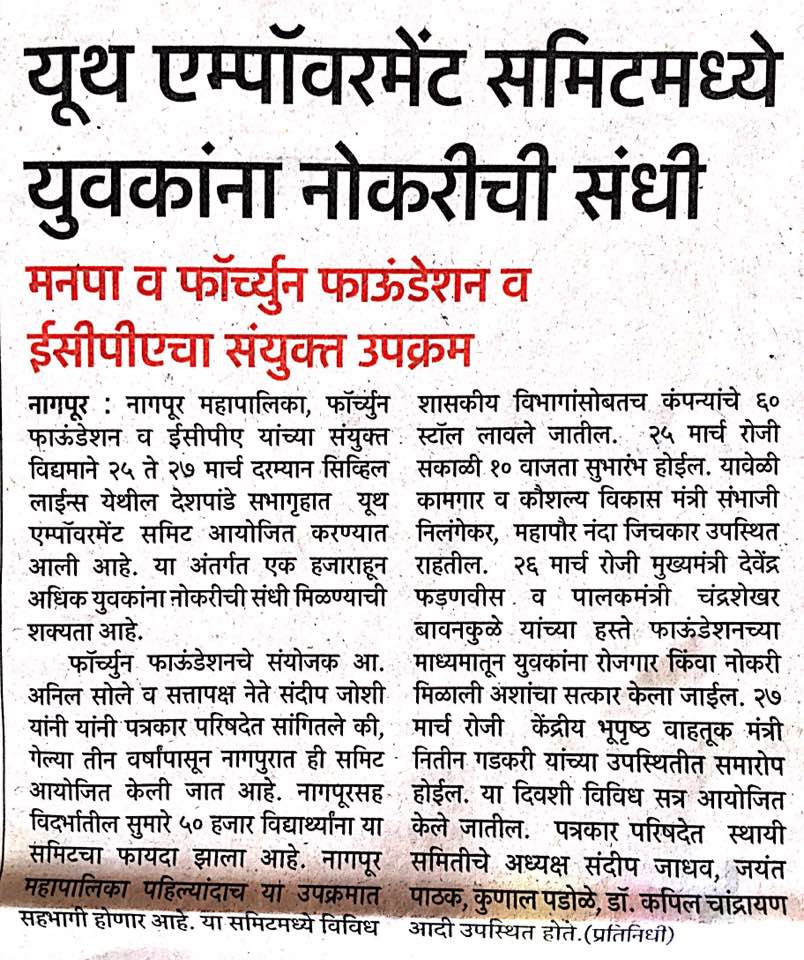 यूथ एम्पॉवरमेंट समिटमध्ये
युवकांना नोकरीची संधी
मनपा व फॉर्च्युन फाऊंडेशन व
ईसीपीएचा संयुक्त उपक्रम
नागपूर : नागपूर महापालिका, फॉर्च्युन
फाऊंडेशन व ईसीपीए यांच्या संयुक्त
विद्यमाने २५ ते २७ मार्च दरम्यान सिव्हिल
लाईन्स येथील देशपांडे सभागृहात यूथ
एम्पॉवरमेंट समिट आयोजित करण्यात
आली आहे. या अंतर्गत एक हजाराहून
अधिक युवकांना नोकरीची संधी मिळण्याची
शक्यता आहे.
फॉर्च्युन फाऊंडेशनचे संयोजक आ.
अनिल सोले व सत्तापक्ष नेते संदीप जोशी
यांनी यांनी पत्रकार परिषदेत सांगितले की,
गेल्या तीन वर्षांपासून नागपुरात ही समिट
आयोजित केली जात आहे. नागपूरसह
विदर्भातील सुमारे ५० हजार विद्यार्थ्यांना या
समिटचा फायदा झाला आहे. नागपूर
महापालिका पहिल्यांदाच या उपक्रमात
सहभागी होणार आहे. या समिटमध्ये विविध
शासकीय विभागांसोबतच कंपन्यांचे ६०
स्टॉल लावले जातील. २५ मार्च रोजी
सकाळी १० वाजता सुभारंभ होईल. यावेळी
कामगार व कौशल्य विकास मंत्री संभाजी
निलंगेकर, महापौर नंदा जिचकार उपस्थित
राहतील. २६ मार्च रोजी मुख्यमंत्री देवेंद्र
फडणवीस व पालकमंत्री चंद्रशेखर
बावनकुळे यांच्या हस्ते फाऊंडेशनच्या
माध्यमातून युवकांना रोजगार किंवा नोकरी
मिळाली अशांचा सत्कार केला जाईल. २७
मार्च रोजी केंद्रीय भूपृष्ठ वाहतूक मंत्री
नितीन गडकरी यांच्या उपस्थितीत समारोप
होईल. या दिवशी विविध सत्र आयोजित
केले जातील. पत्रकार परिषदेत स्थायी
समितीचे अध्यक्ष संदीप जाधव, जयंत
पाठक, कुणाल पडोळे, डॉ. कपिल चांद्रायण
आदी उपस्थित होते.(प्रतिनिधी)